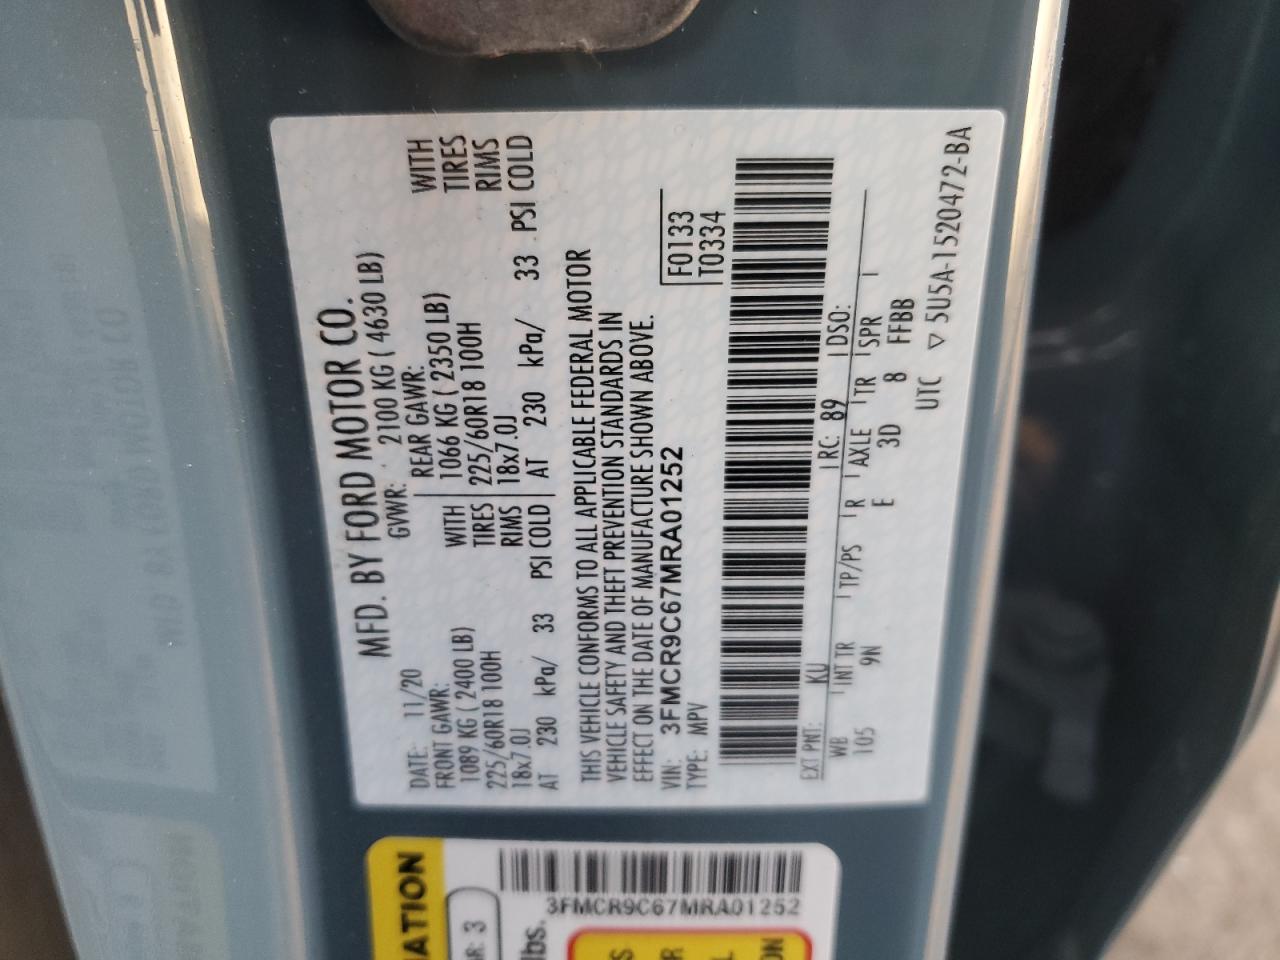 MFD. BY FORD MOTOR CO.
DATE: 11/20 GVWR: 2100 KG ( 4630 LB)
FRONT GAWR: REAR GAWR:
1089 KG ( 2400 LB) WITH 1066 KG ( 2350 LB) WITH
225/60R18 100H TIRES 225/60R18 100H TIRES
18x7.0J RIMS 18x7.0J RIMS
AT 230 kPa/ 33 PSI COLD AT 230 kPa/ 33 PSI COLD
THIS VEHICLE CONFORMS TO ALL APPLICABLE FEDERAL MOTOR
VEHICLE SAFETY AND THEFT PREVENTION STANDARDS IN
EFFECT ON THE DATE OF MANUFACTURE SHOWN ABOVE.
VIN: 3FMCR9C67MRA01252 F0133
TYPE: MPV T0334
EXT PNT: KU RC: 89 DSO:
WB INT TR TP/PS R AXLE TR SPR
105 9N E 3D 8 FFBB
UTC ▽ 5U5A-1520472-BA
ATION
AR: 3
3FMCR9C67MRA01252
lbs.
S
R
L
ON